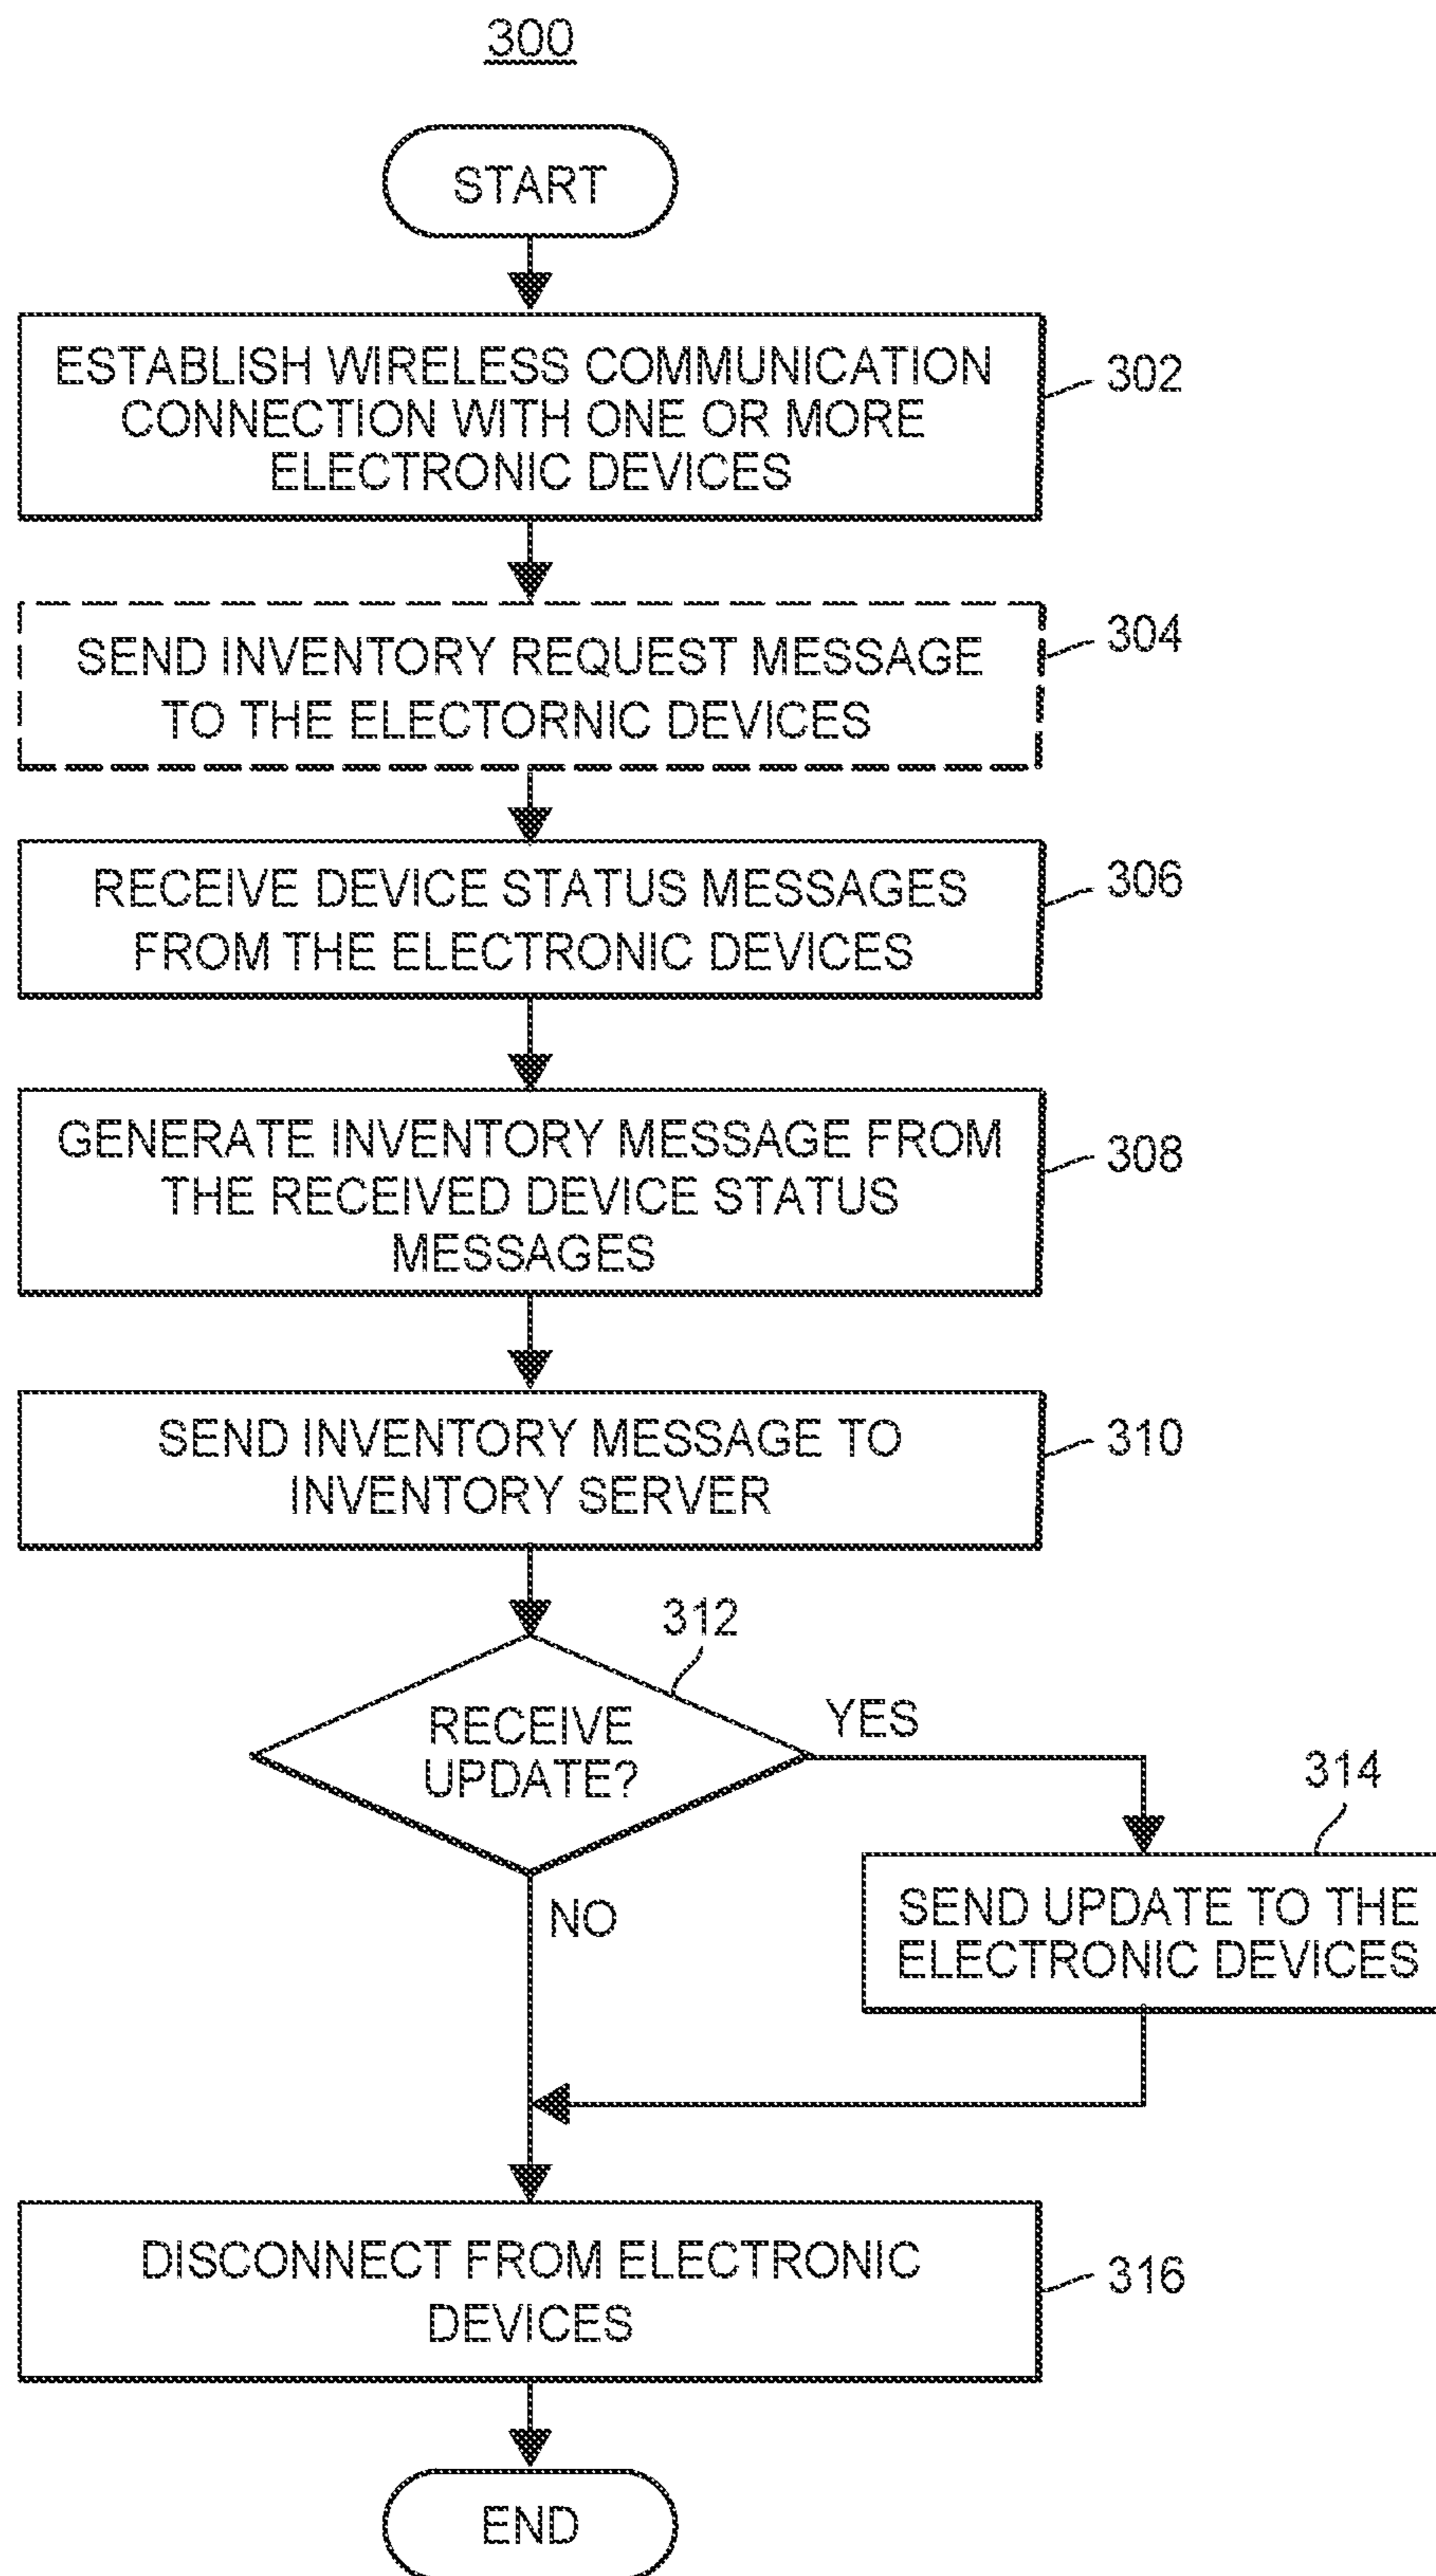 300
START
ESTABLISH WIRELESS COMMUNICATION
CONNECTION WITH ONE OR MORE
ELECTRONIC DEVICES
302
SEND INVENTORY REQUEST MESSAGE
TO THE ELECTORNIC DEVICES
304
RECEIVE DEVICE STATUS MESSAGES
FROM THE ELECTRONIC DEVICES
306
GENERATE INVENTORY MESSAGE FROM
THE RECEIVED DEVICE STATUS
MESSAGES
308
SEND INVENTORY MESSAGE TO
INVENTORY SERVER
310
312
RECEIVE
UPDATE?
YES
NO
314
SEND UPDATE TO THE
ELECTRONIC DEVICES
DISCONNECT FROM ELECTRONIC
DEVICES
316
END